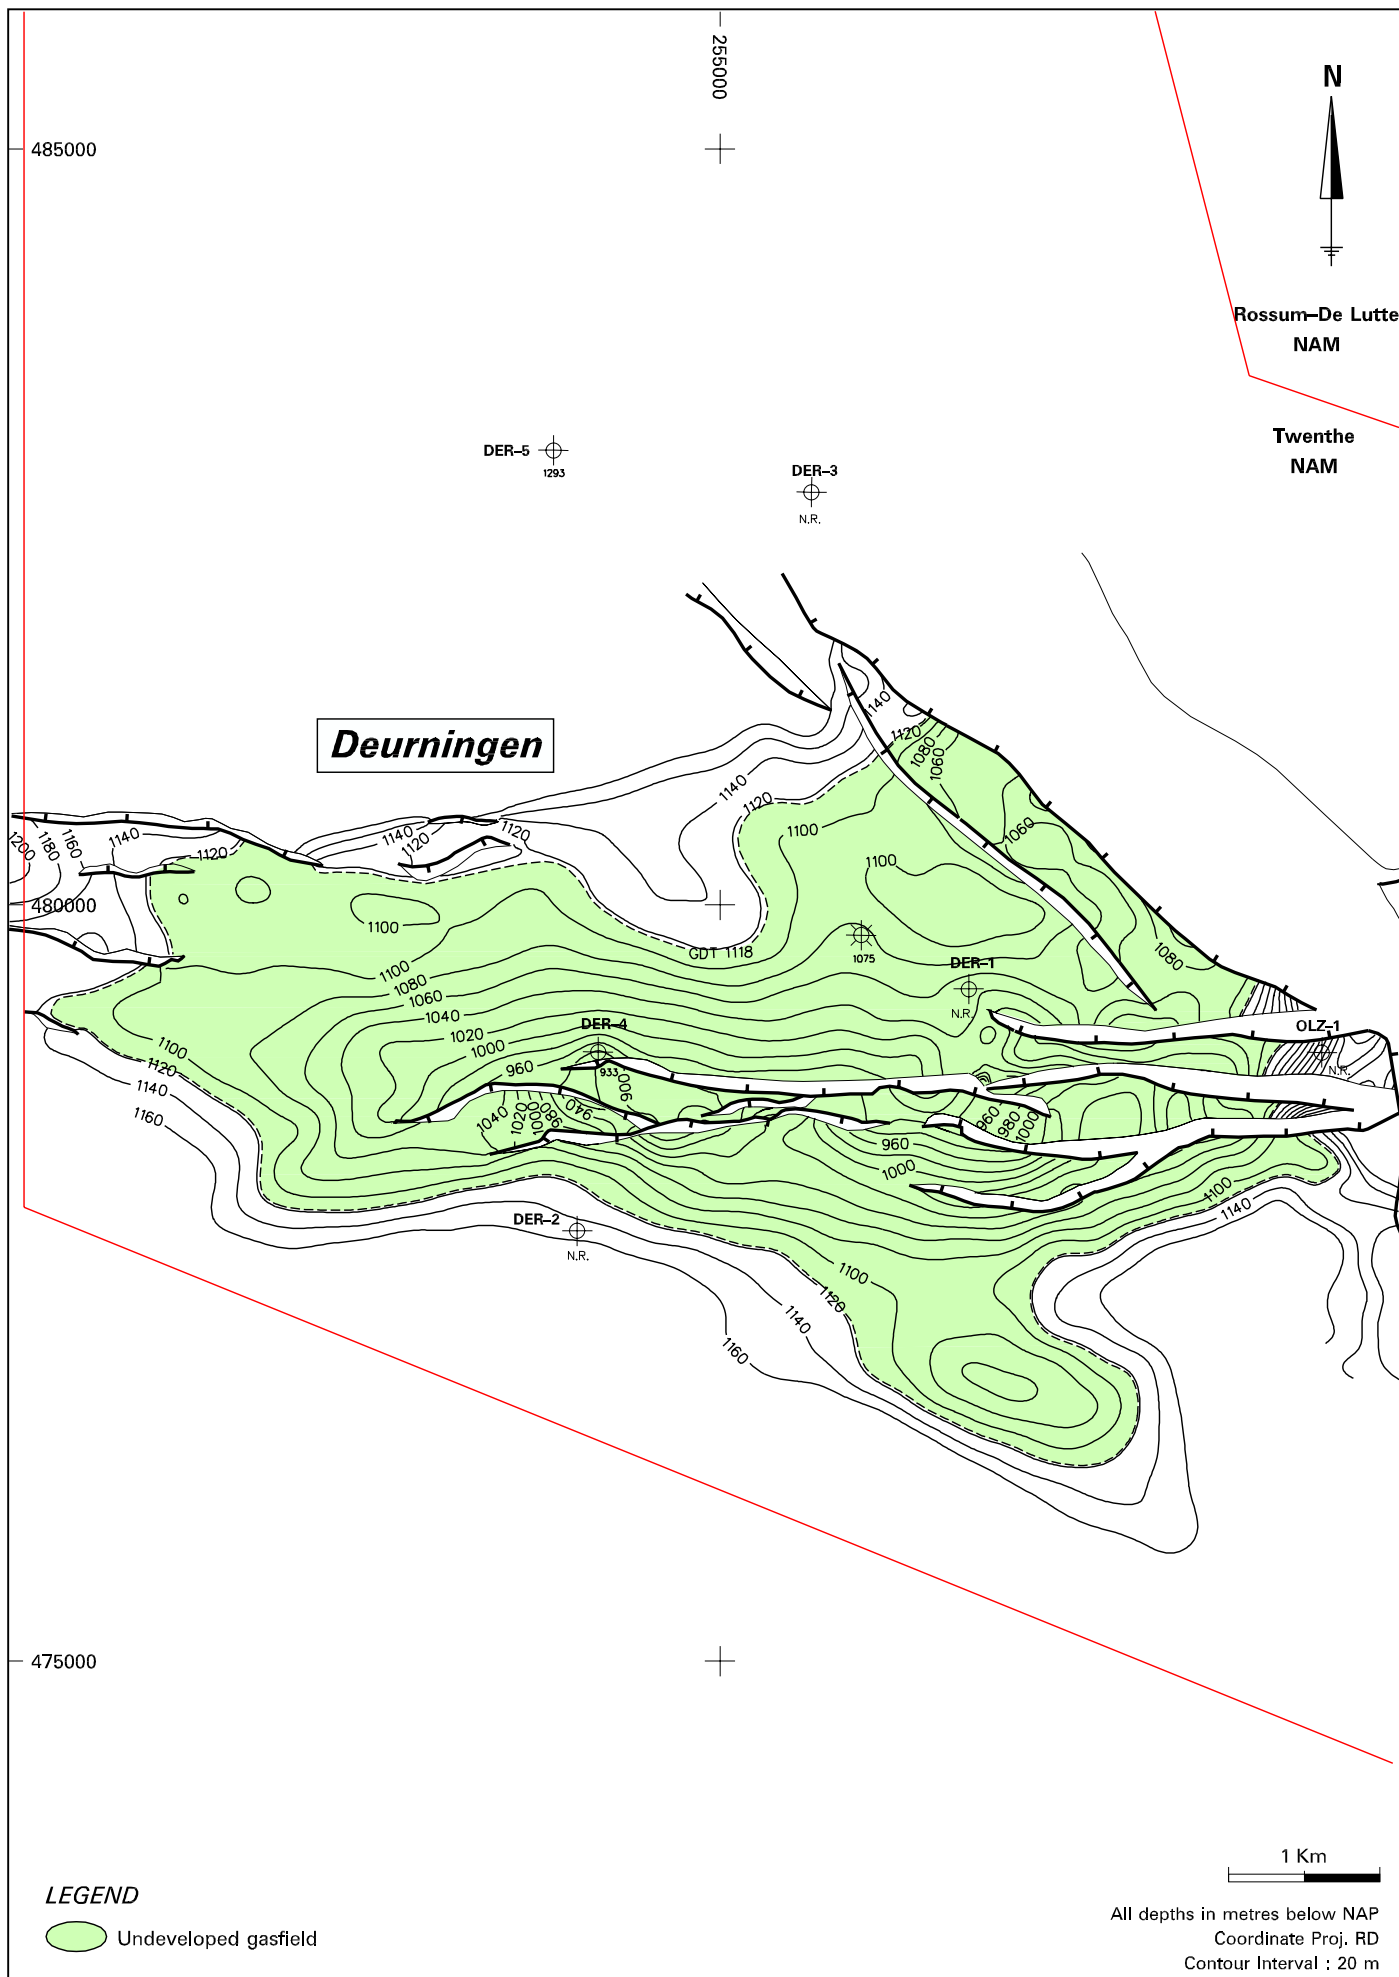 255000
N
485000
Rossum–De Lutte
NAM
Twenthe
NAM
DER–5
1293
DER–3
N.R.
Deurningen
1140
1120
1080
1060
1140
1120
1100
1060
1100
1200
1180
1160
1140
1120
1140
1120
1120
480000
1100
GDT 1118
1075
1080
DER–1
N.R.
1100
1080
1060
1040
1020
1000
960
DER–4
933
900
OLZ–1
N.R.
1100
1120
1140
1160
1040
1020
1000
980
940
960
980
1000
960
1000
1100
1140
DER–2
N.R.
1100
1120
1140
1160
475000
1 Km
LEGEND
Undeveloped gasfield
All depths in metres below NAP
Coordinate Proj. RD
Contour Interval : 20 m